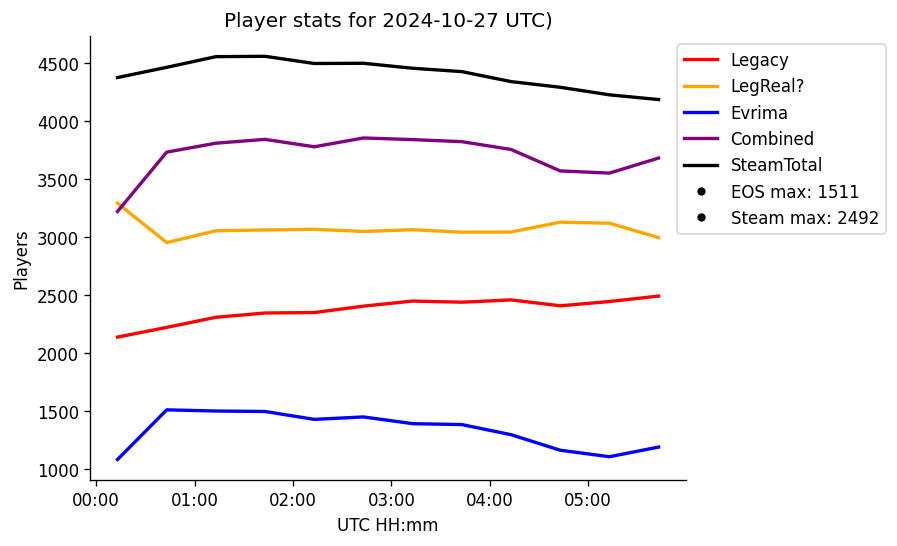 Player stats for 2024-10-27 UTC)
Legacy
LegReal?
Evrima
Combined
SteamTotal
EOS max: 1511
Steam max: 2492
4500
4000
3500
3000
2500
2000
1500
1000
Players
00:00 01:00 02:00 03:00 04:00 05:00
UTC HH:mm